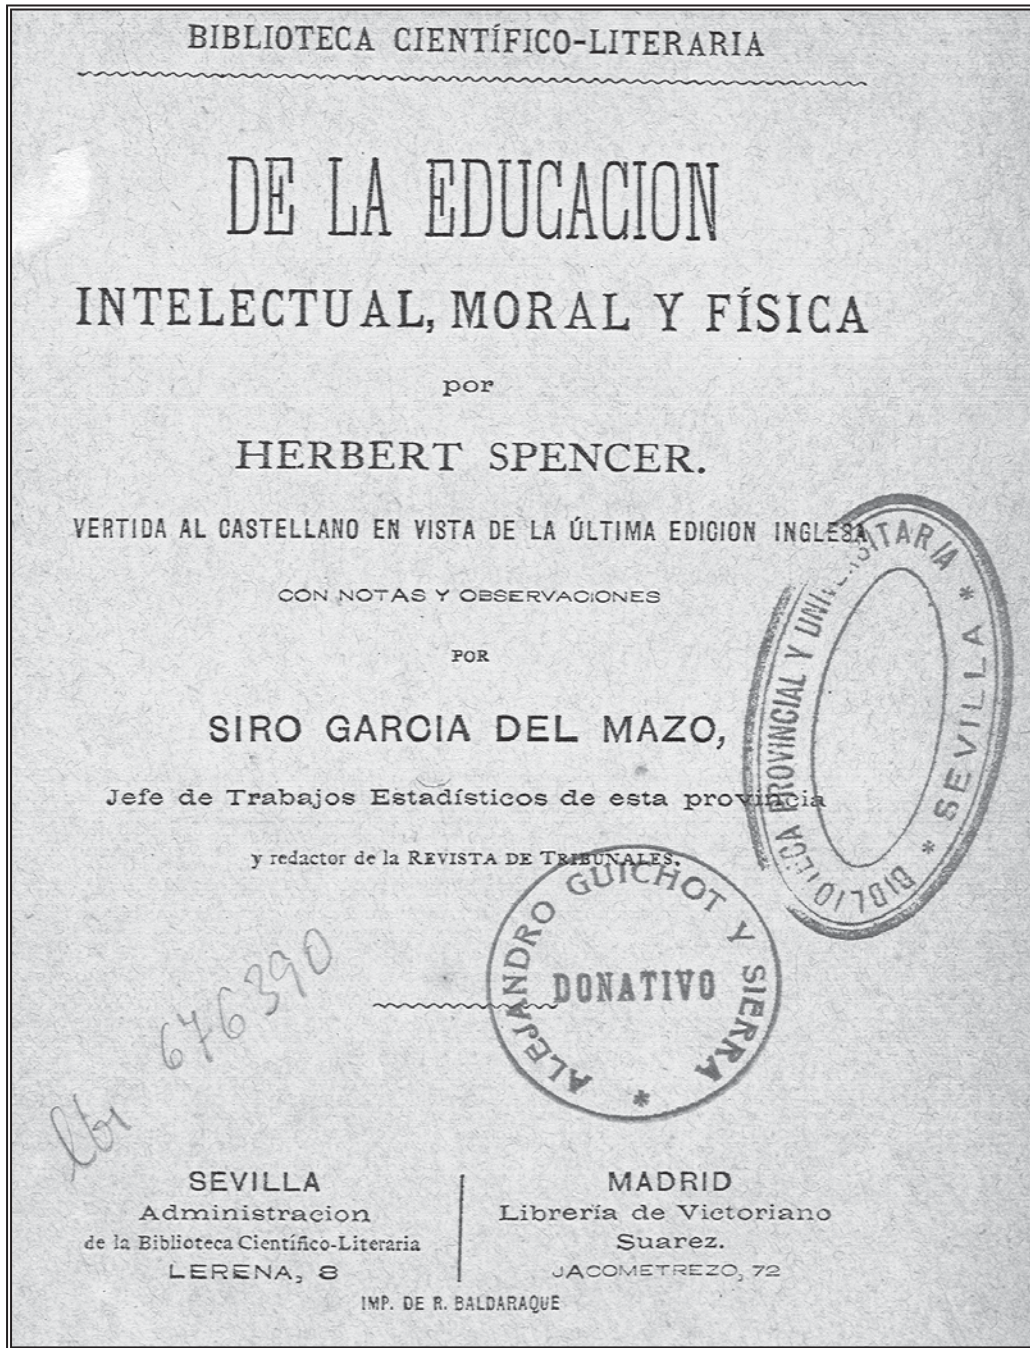 BIBLIOTECA CIENTÍFICO-LITERARIA
DE LA EDUCACION
INTELECTUAL, MORAL Y FÍSICA
por
HERBERT SPENCER.
VERTIDA AL CASTELLANO EN VISTA DE LA ÚLTIMA EDICION INGLESA
CON NOTAS Y OBSERVACIONES
POR
SIRO GARCIA DEL MAZO,
Jefe de Trabajos Estadísticos de esta provincia
y redactor de la REVISTA DE TRIBUNALES.
BIBLIOTECA PROVINCIAL Y UNIVERSITARIA * SEVILLA *
ALEJANDRO GUICHOT Y SIERRA *
DONATIVO
676390
SEVILLA
Administracion
de la Biblioteca Científico-Literaria
LERENA, 8
MADRID
Librería de Victoriano
Suarez.
JACOMETREZO, 72
IMP. DE R. BALDARAQUE